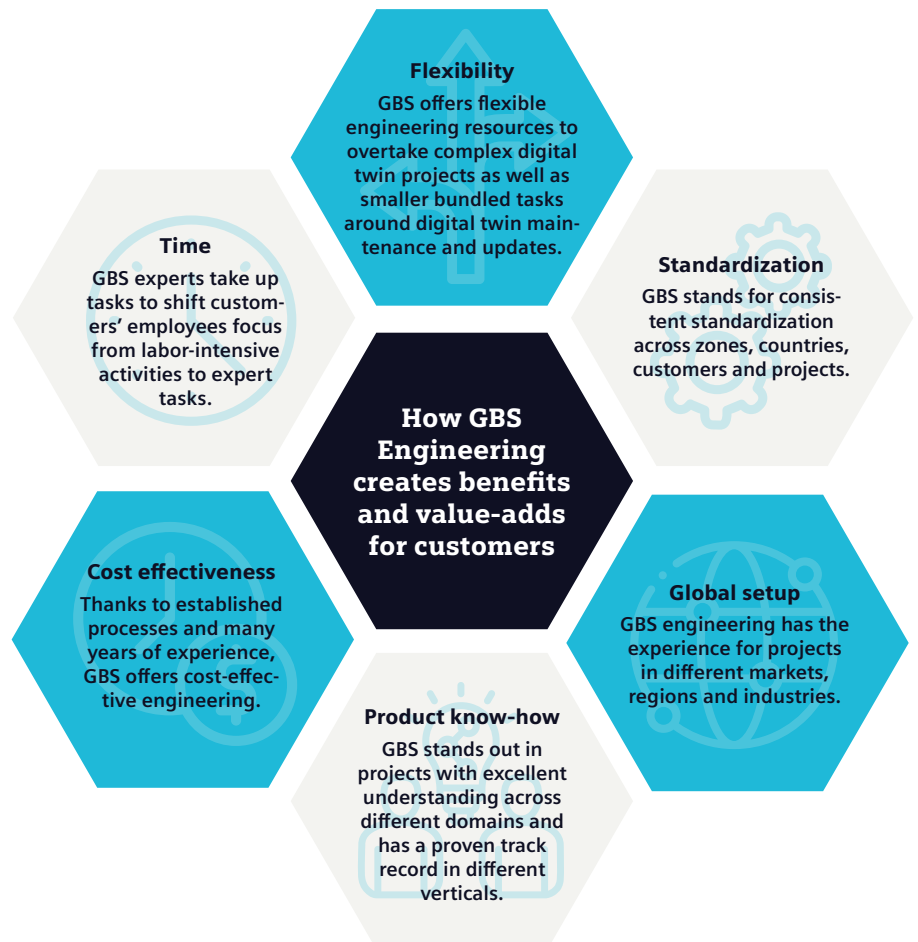 Flexibility
GBS offers flexible
engineering resources to
overtake complex digital
twin projects as well as
smaller bundled tasks
around digital twin main-
tenance and updates.
Time
GBS experts take up
tasks to shift custom-
ers’ employees focus
from labor-intensive
activities to expert
tasks.
Standardization
GBS stands for consis-
tent standardization
across zones, countries,
customers and projects.
How GBS
Engineering
creates benefits
and value-adds
for customers
Cost effectiveness
Thanks to established
processes and many
years of experience,
GBS offers cost-effec-
tive engineering.
Global setup
GBS engineering has the
experience for projects
in different markets,
regions and industries.
Product know-how
GBS stands out in
projects with excellent
understanding across
different domains and
has a proven track
record in different
verticals.